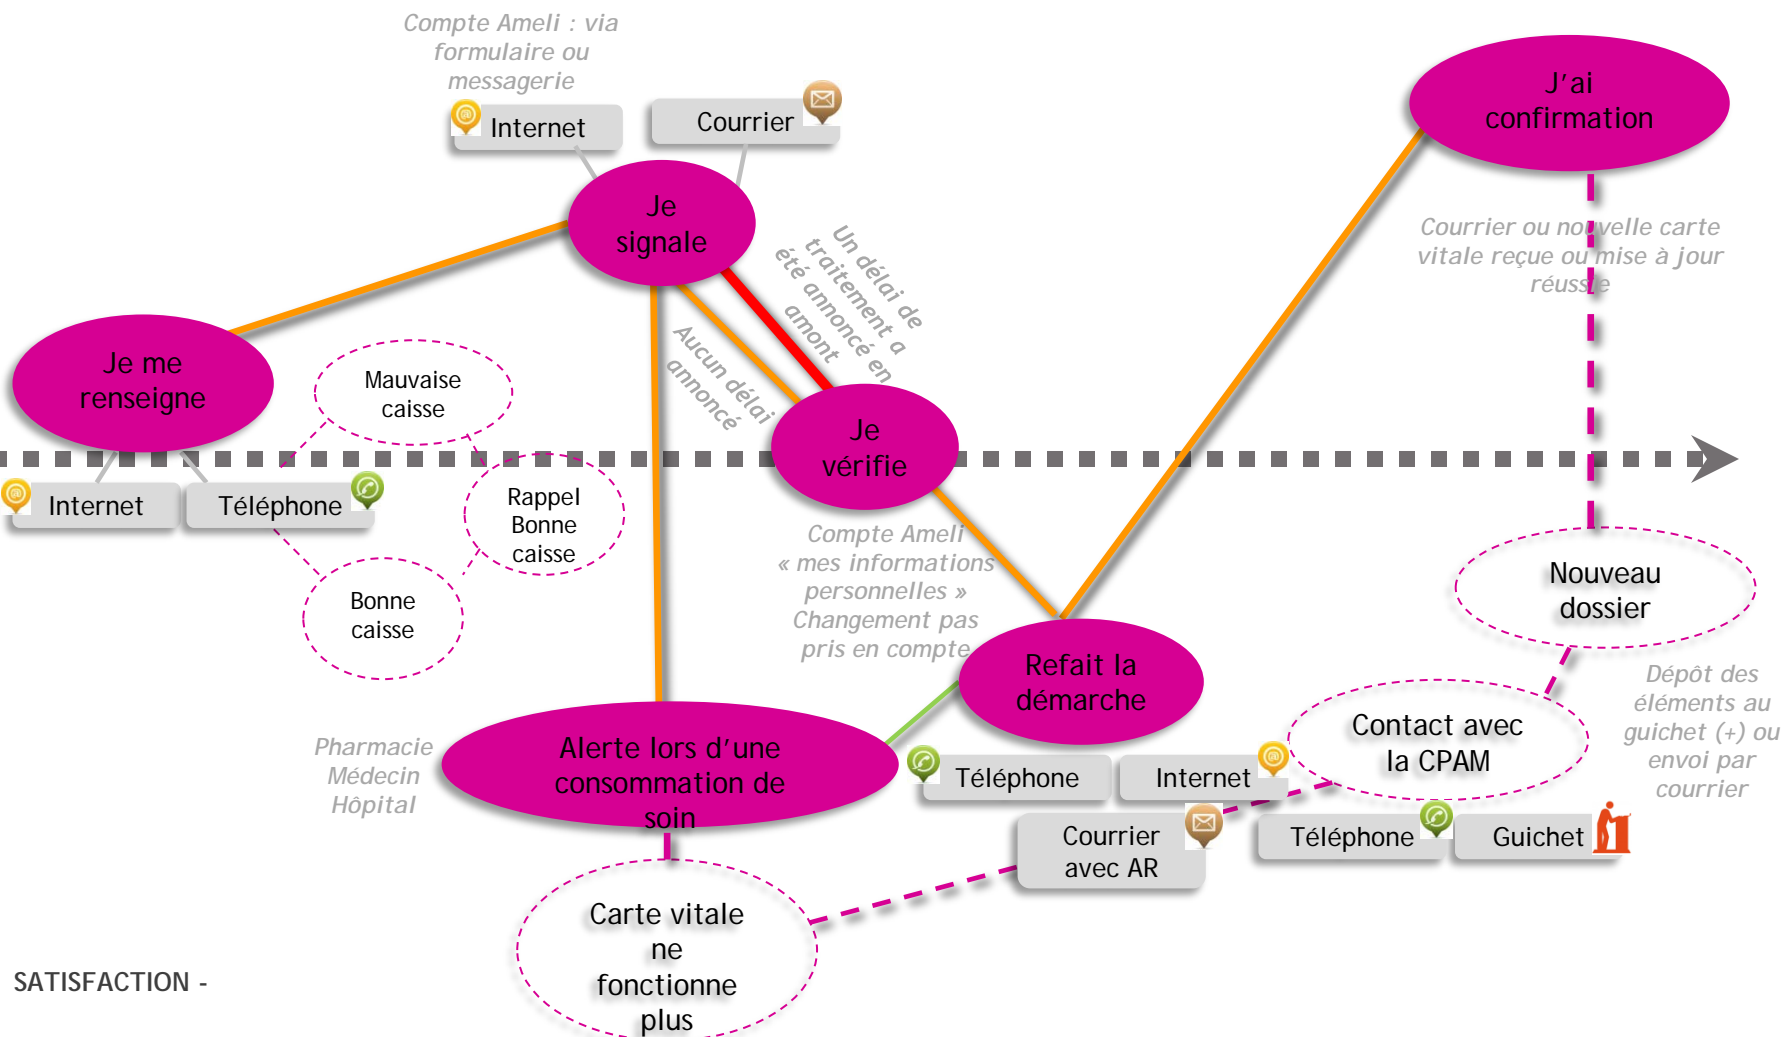 Compte Ameli : via
formulaire ou
messagerie
Internet
Courrier
J'ai
confirmation
Je
signale
Courrier ou nouvelle carte
vitale reçue ou mise à jour
réussie
Un délai de
traitement a
été annoncé en
amont
Aucun délai
annoncé
Je me
renseigne
Mauvaise
caisse
Je
vérifie
Internet
Téléphone
Rappel
Bonne
caisse
Bonne
caisse
Compte Ameli
« mes informations
personnelles »
Changement pas
pris en compte
Nouveau
dossier
Refait la
démarche
Dépôt des
éléments au
guichet (+) ou
envoi par
courrier
Contact avec
la CPAM
Pharmacie
Médecin
Hôpital
Alerte lors d'une
consommation de
soin
Téléphone
Internet
Courrier
avec AR
Téléphone
Guichet
Carte vitale
ne
fonctionne
plus
SATISFACTION -